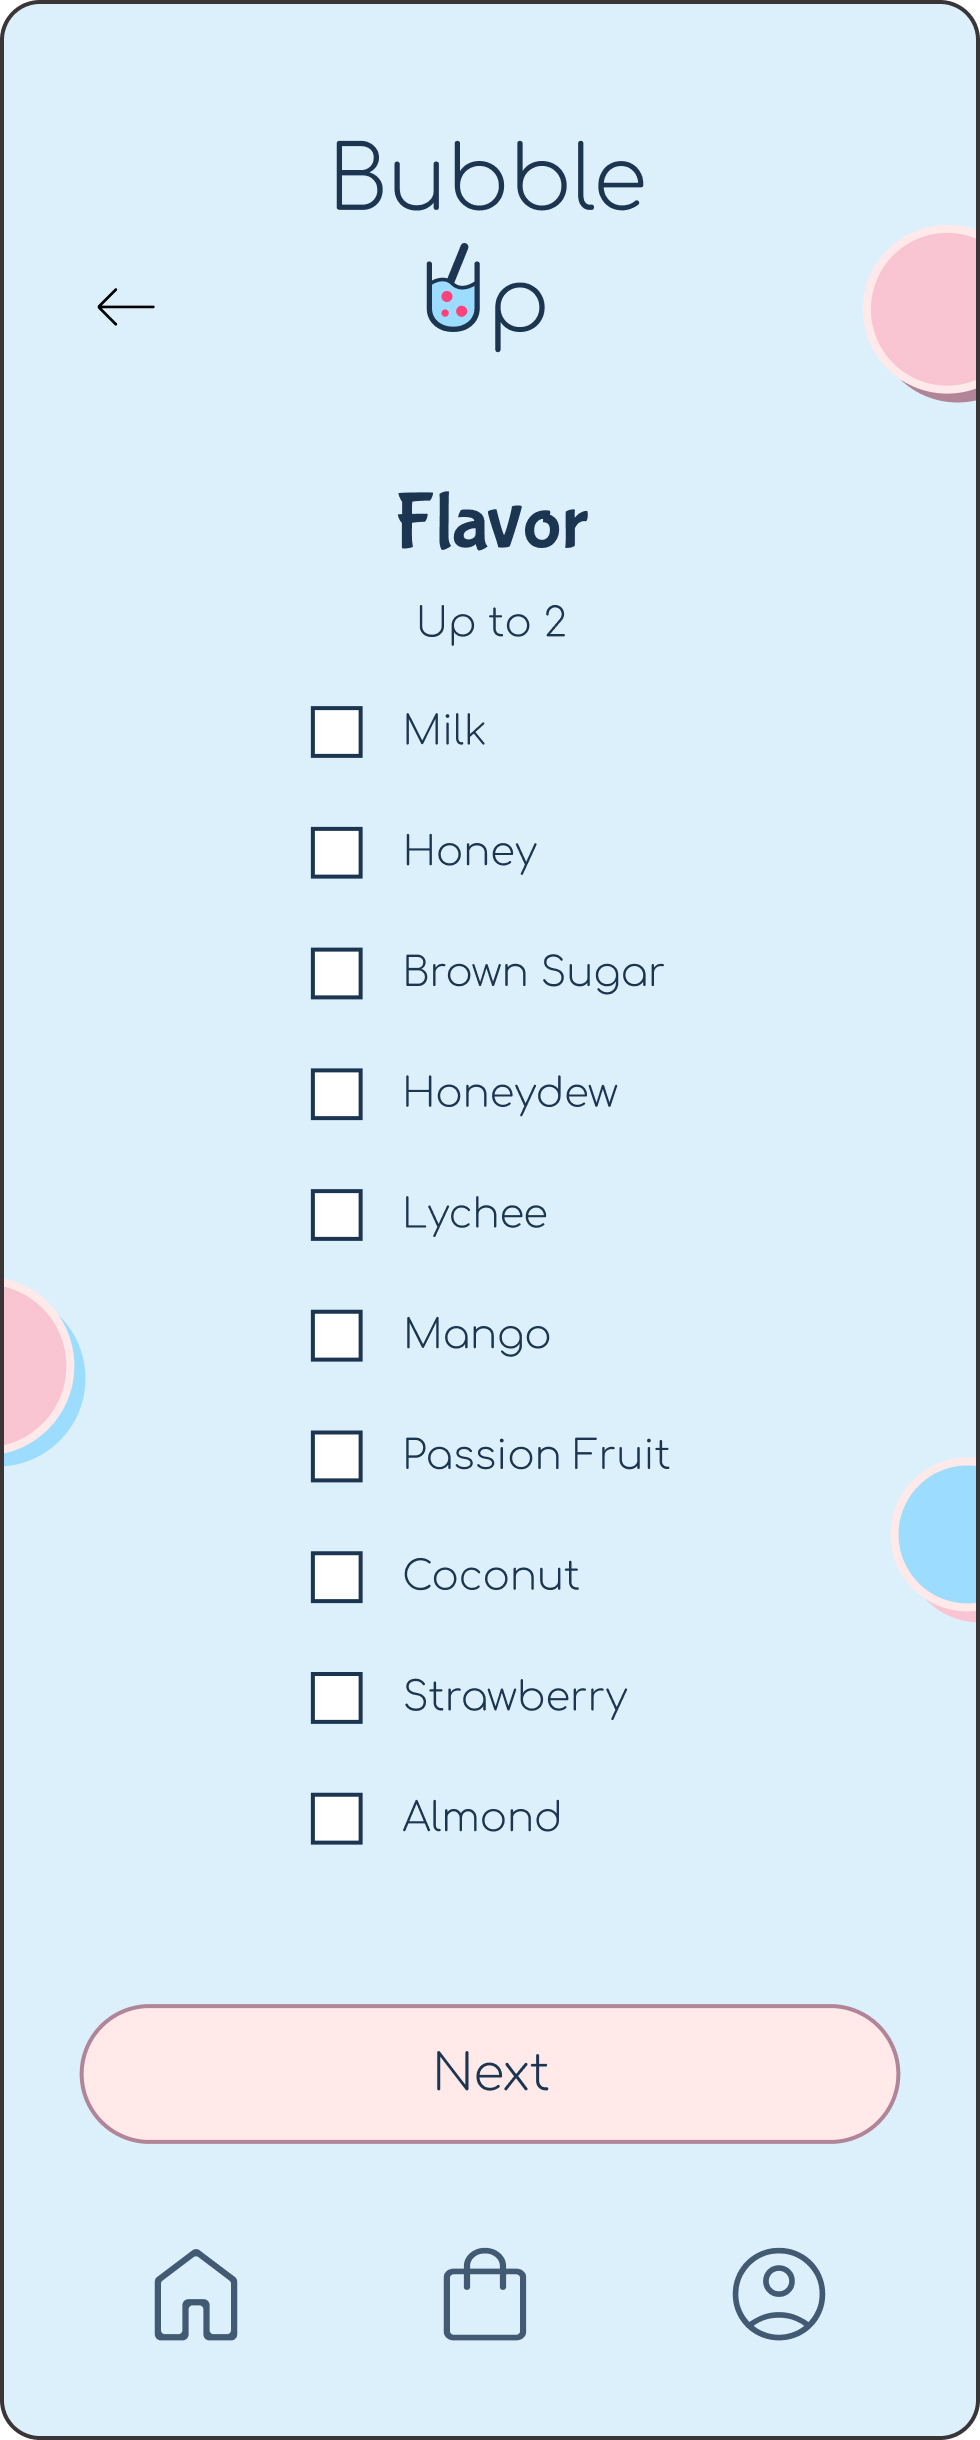 Bubble
Up
Flavor
Up to 2
Milk
Honey
Brown Sugar
Honeydew
Lychee
Mango
Passion Fruit
Coconut
Strawberry
Almond
Next